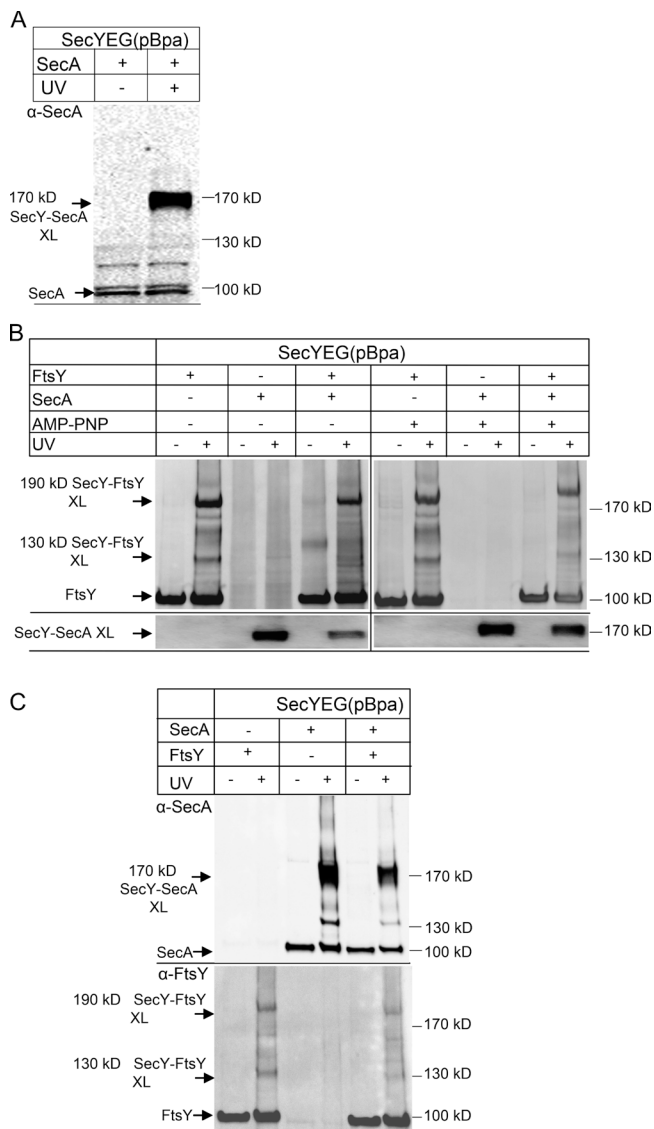 A
SecYEG(pBpa)
SecA + +
UV - +
α-SecA
170 kD
SecY-SecA
XL
170 kD
130 kD
SecA
100 kD
B
SecYEG(pBpa)
FtsY + - + + - +
SecA - + + - + +
AMP-PNP - - - + + +
UV - + - + - + - + - + - +
190 kD SecY-FtsY
XL
170 kD
130 kD SecY-FtsY
XL
130 kD
FtsY
100 kD
SecY-SecA XL
170 kD
C
SecYEG(pBpa)
SecA - + +
FtsY + - +
UV - + - + - +
α-SecA
170 kD
SecY-SecA
XL
170 kD
130 kD
SecA
100 kD
α-FtsY
190 kD SecY-FtsY
XL
170 kD
130 kD SecY-FtsY
XL
130 kD
FtsY
100 kD